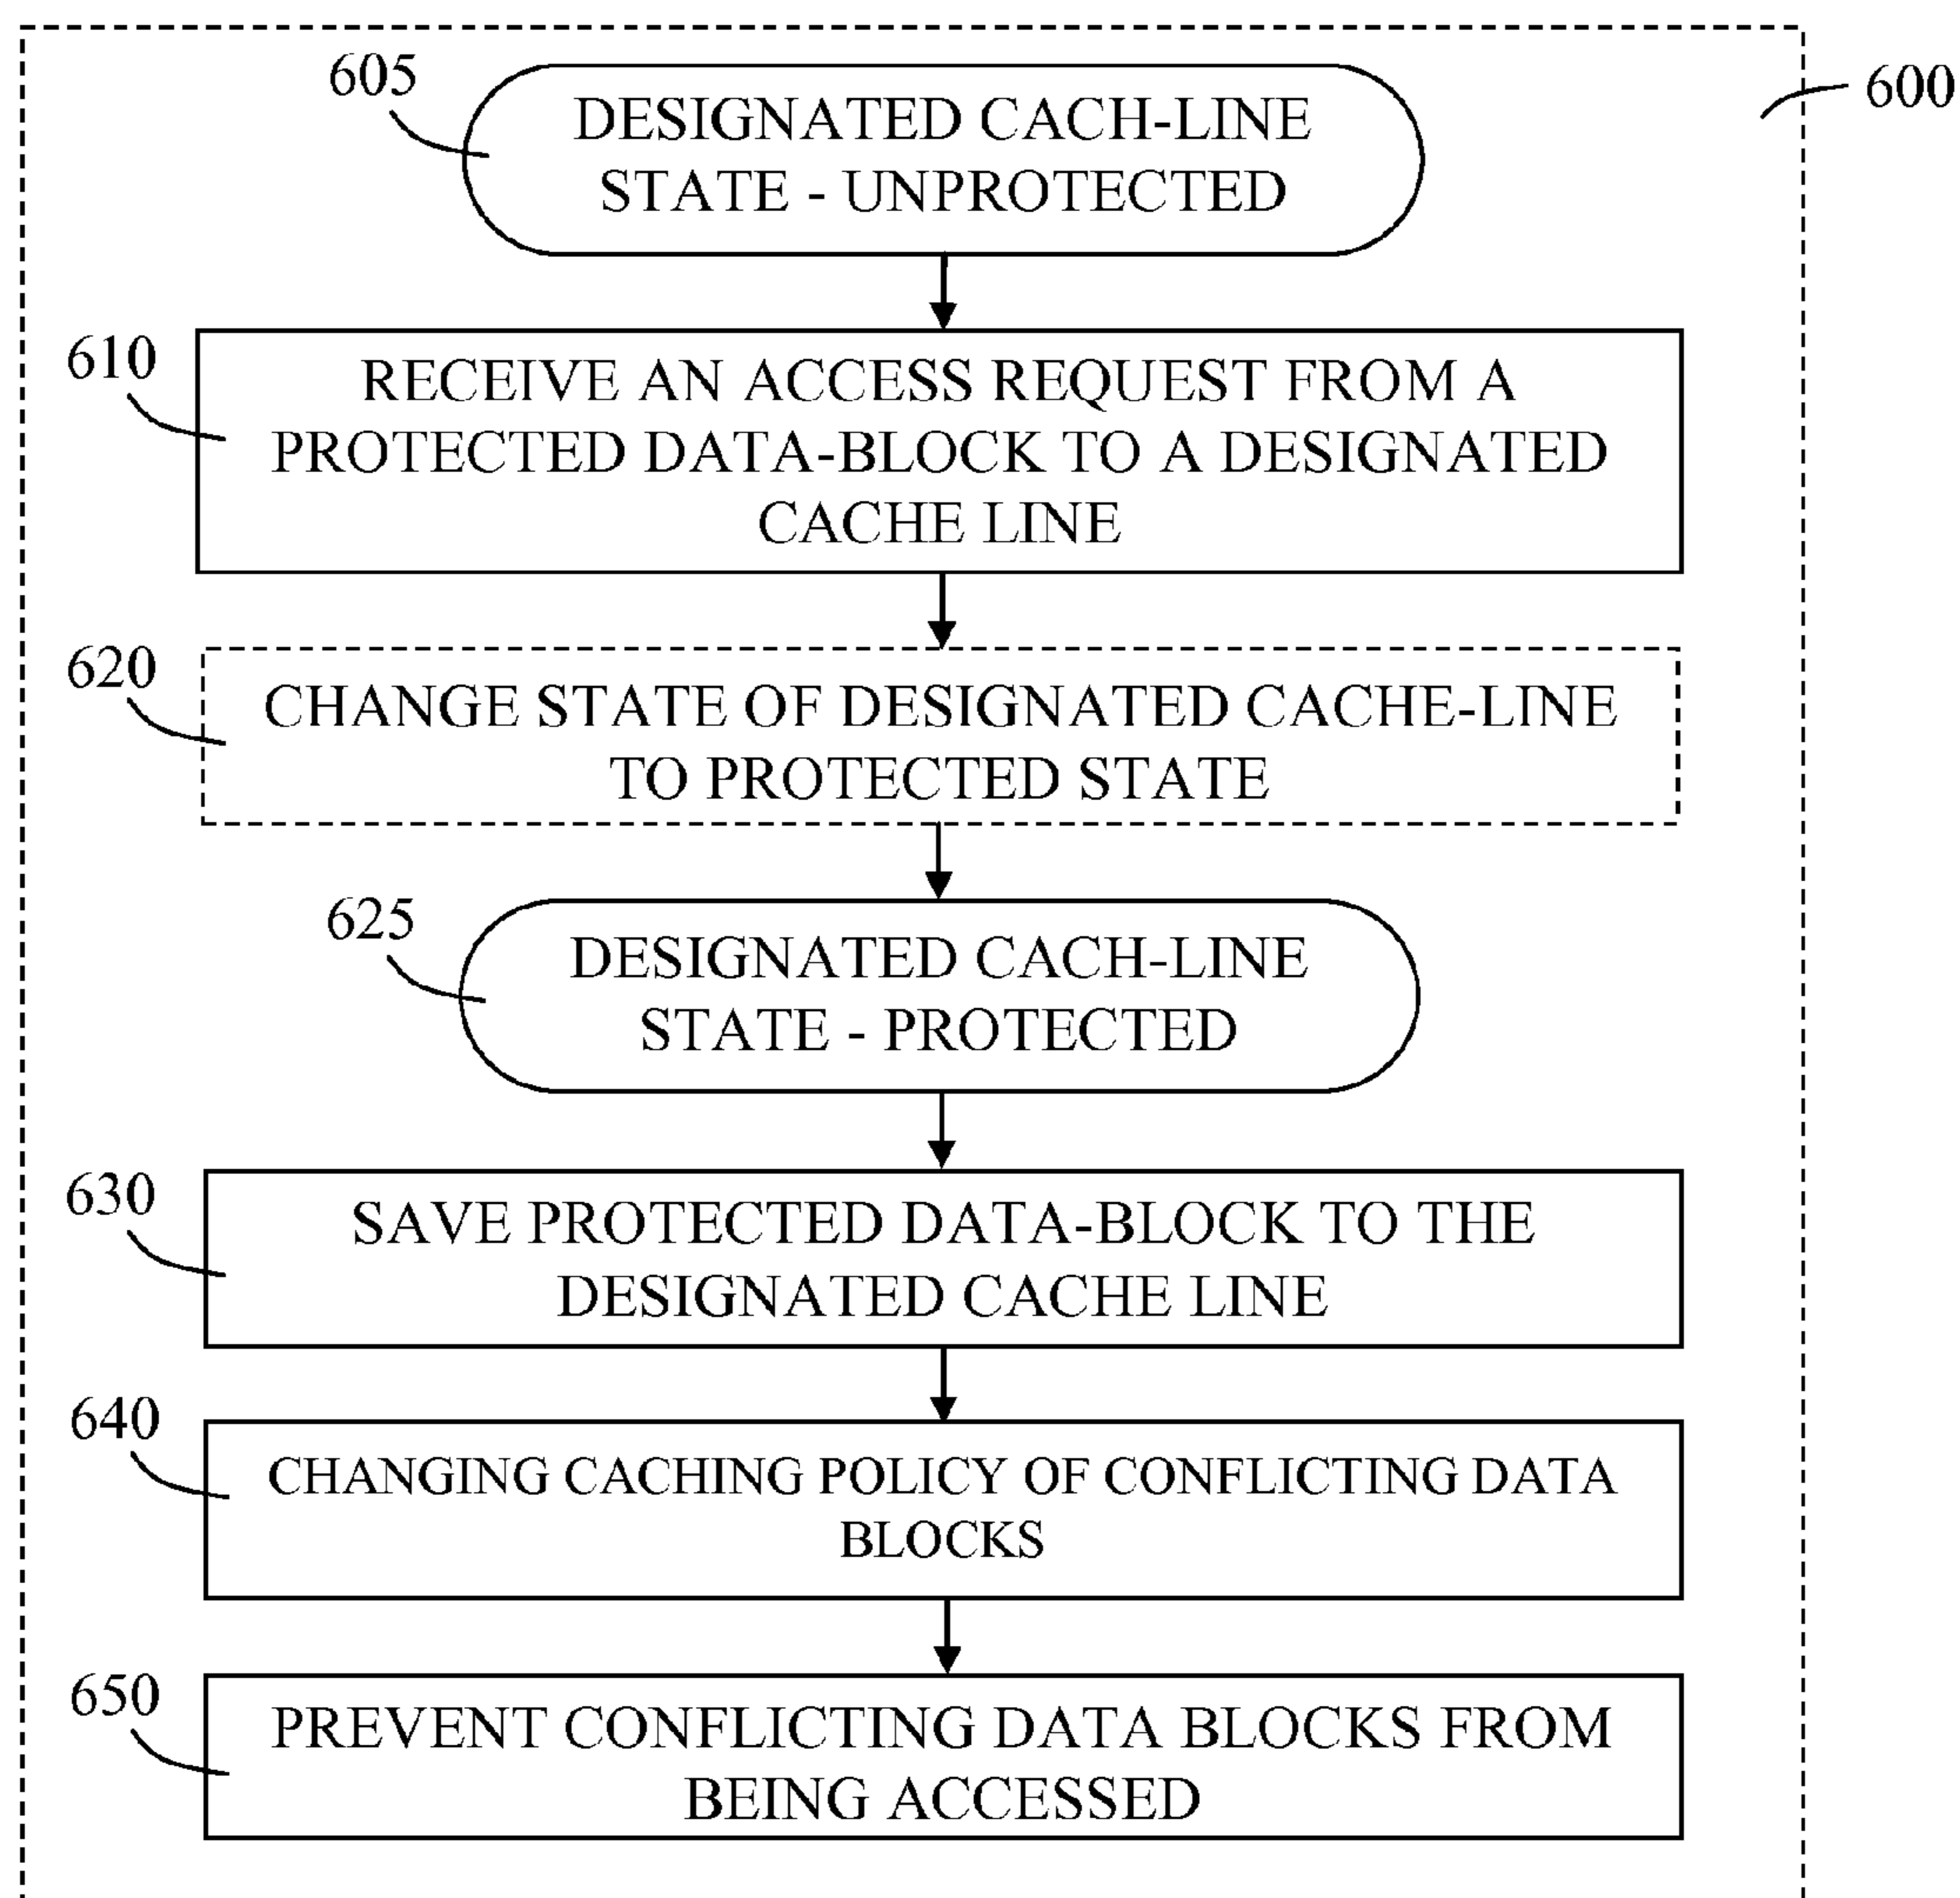 600
605
DESIGNATED CACH-LINE
STATE - UNPROTECTED
610
RECEIVE AN ACCESS REQUEST FROM A
PROTECTED DATA-BLOCK TO A DESIGNATED
CACHE LINE
620
CHANGE STATE OF DESIGNATED CACHE-LINE
TO PROTECTED STATE
625
DESIGNATED CACH-LINE
STATE - PROTECTED
630
SAVE PROTECTED DATA-BLOCK TO THE
DESIGNATED CACHE LINE
640
CHANGING CACHING POLICY OF CONFLICTING DATA
BLOCKS
650
PREVENT CONFLICTING DATA BLOCKS FROM
BEING ACCESSED